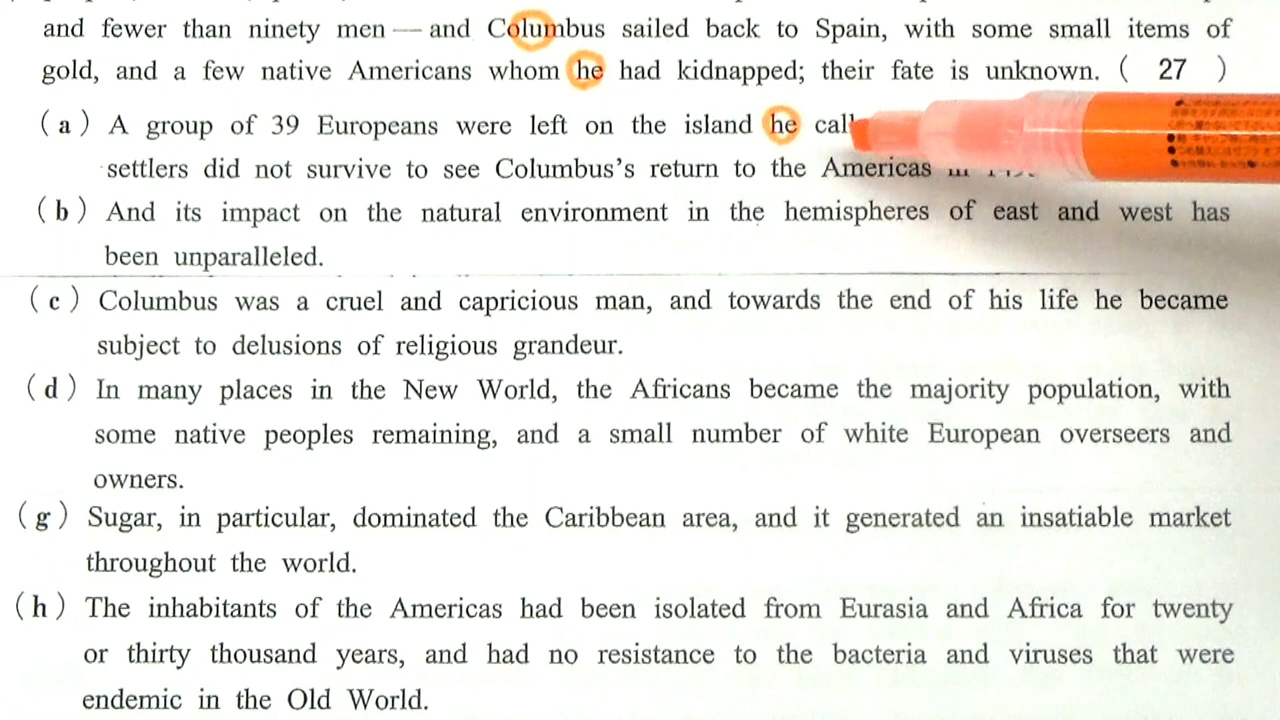 and fewer than ninety men — and Columbus sailed back to Spain, with some small items of
gold, and a few native Americans whom he had kidnapped; their fate is unknown. ( 27 )
(a) A group of 39 Europeans were left on the island he
settlers did not survive to see Columbus's return to the Americas
(b) And its impact on the natural environment in the hemispheres of east and west has
been unparalleled.
(c) Columbus was a cruel and capricious man, and towards the end of his life he became
subject to delusions of religious grandeur.
(d) In many places in the New World, the Africans became the majority population, with
some native peoples remaining, and a small number of white European overseers and
owners.
(g) Sugar, in particular, dominated the Caribbean area, and it generated an insatiable market
throughout the world.
(h) The inhabitants of the Americas had been isolated from Eurasia and Africa for twenty
or thirty thousand years, and had no resistance to the bacteria and viruses that were
endemic in the Old World.